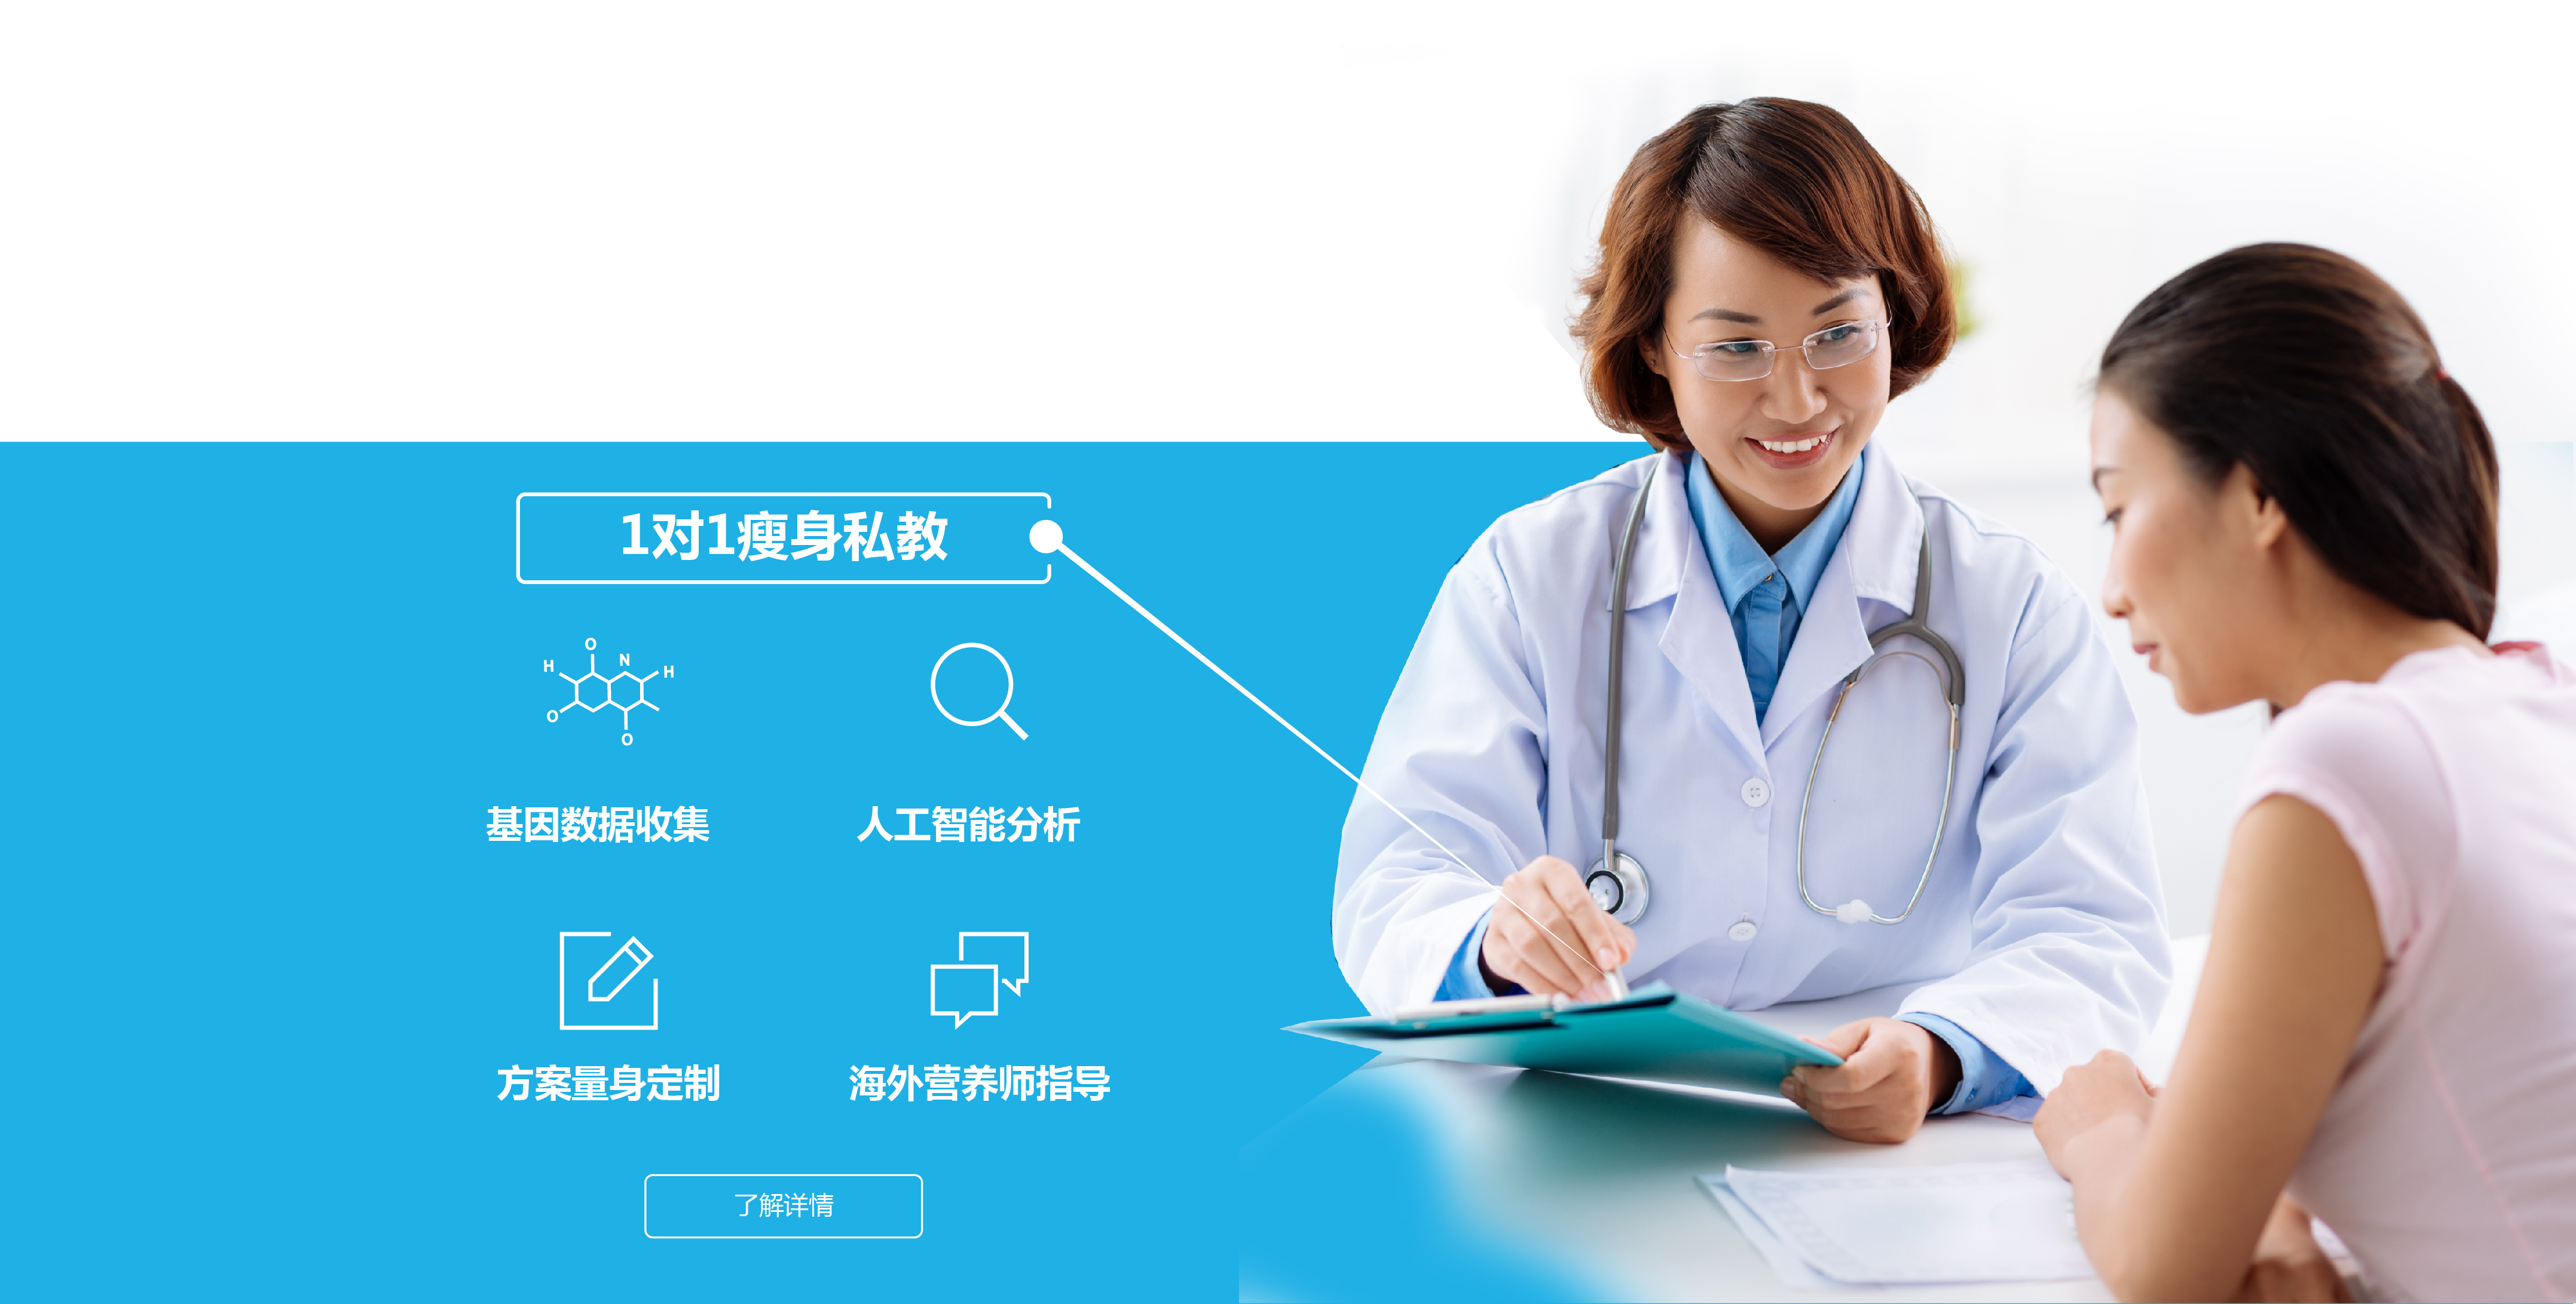 1对1瘦身私教
O
H N H
O
O
基因数据收集 人工智能分析
方案量身定制 海外营养师指导
了解详情